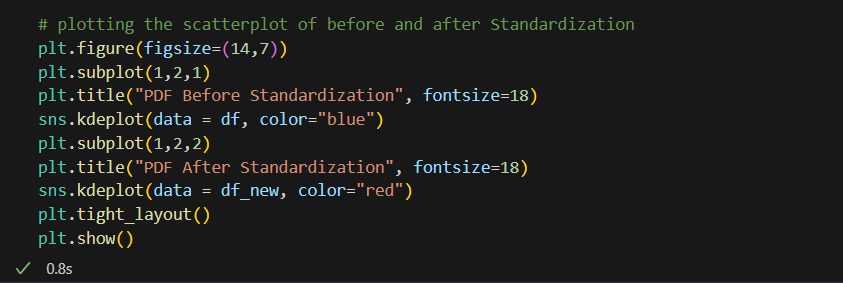 # plotting the scatterplot of before and after Standardization
plt.figure(figsize=(14,7))
plt.subplot(1,2,1)
plt.title("PDF Before Standardization", fontsize=18)
sns.kdeplot(data = df, color="blue")
plt.subplot(1,2,2)
plt.title("PDF After Standardization", fontsize=18)
sns.kdeplot(data = df_new, color="red")
plt.tight_layout()
plt.show()
0.8s